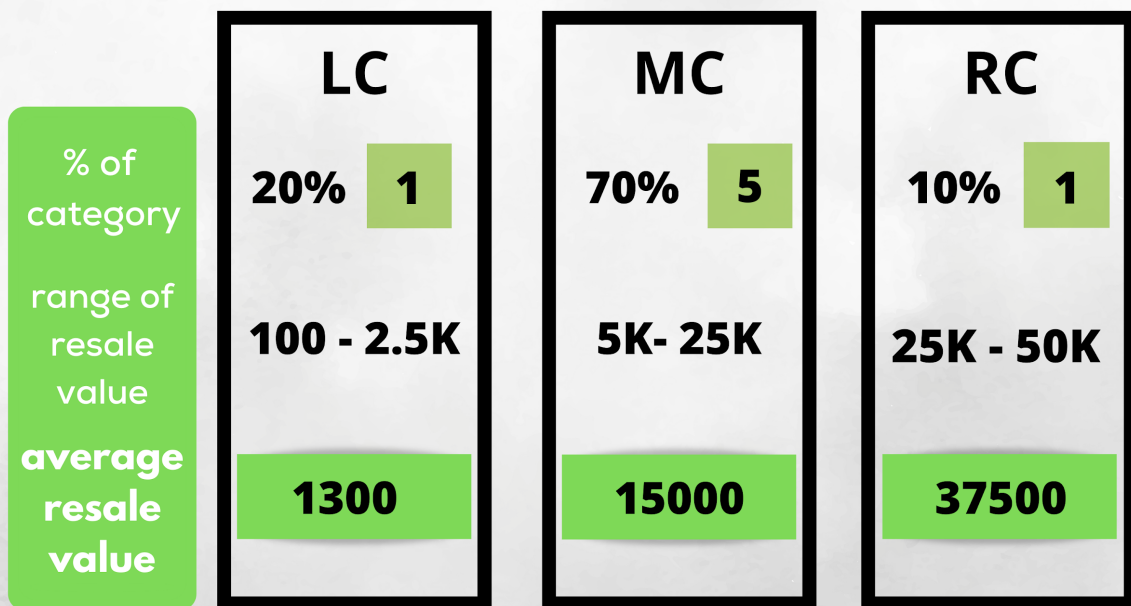 LC
MC
RC
% of
category
20% 1
70% 5
10% 1
range of
resale
value
100 - 2.5K
5K- 25K
25K - 50K
average
resale
value
1300
15000
37500